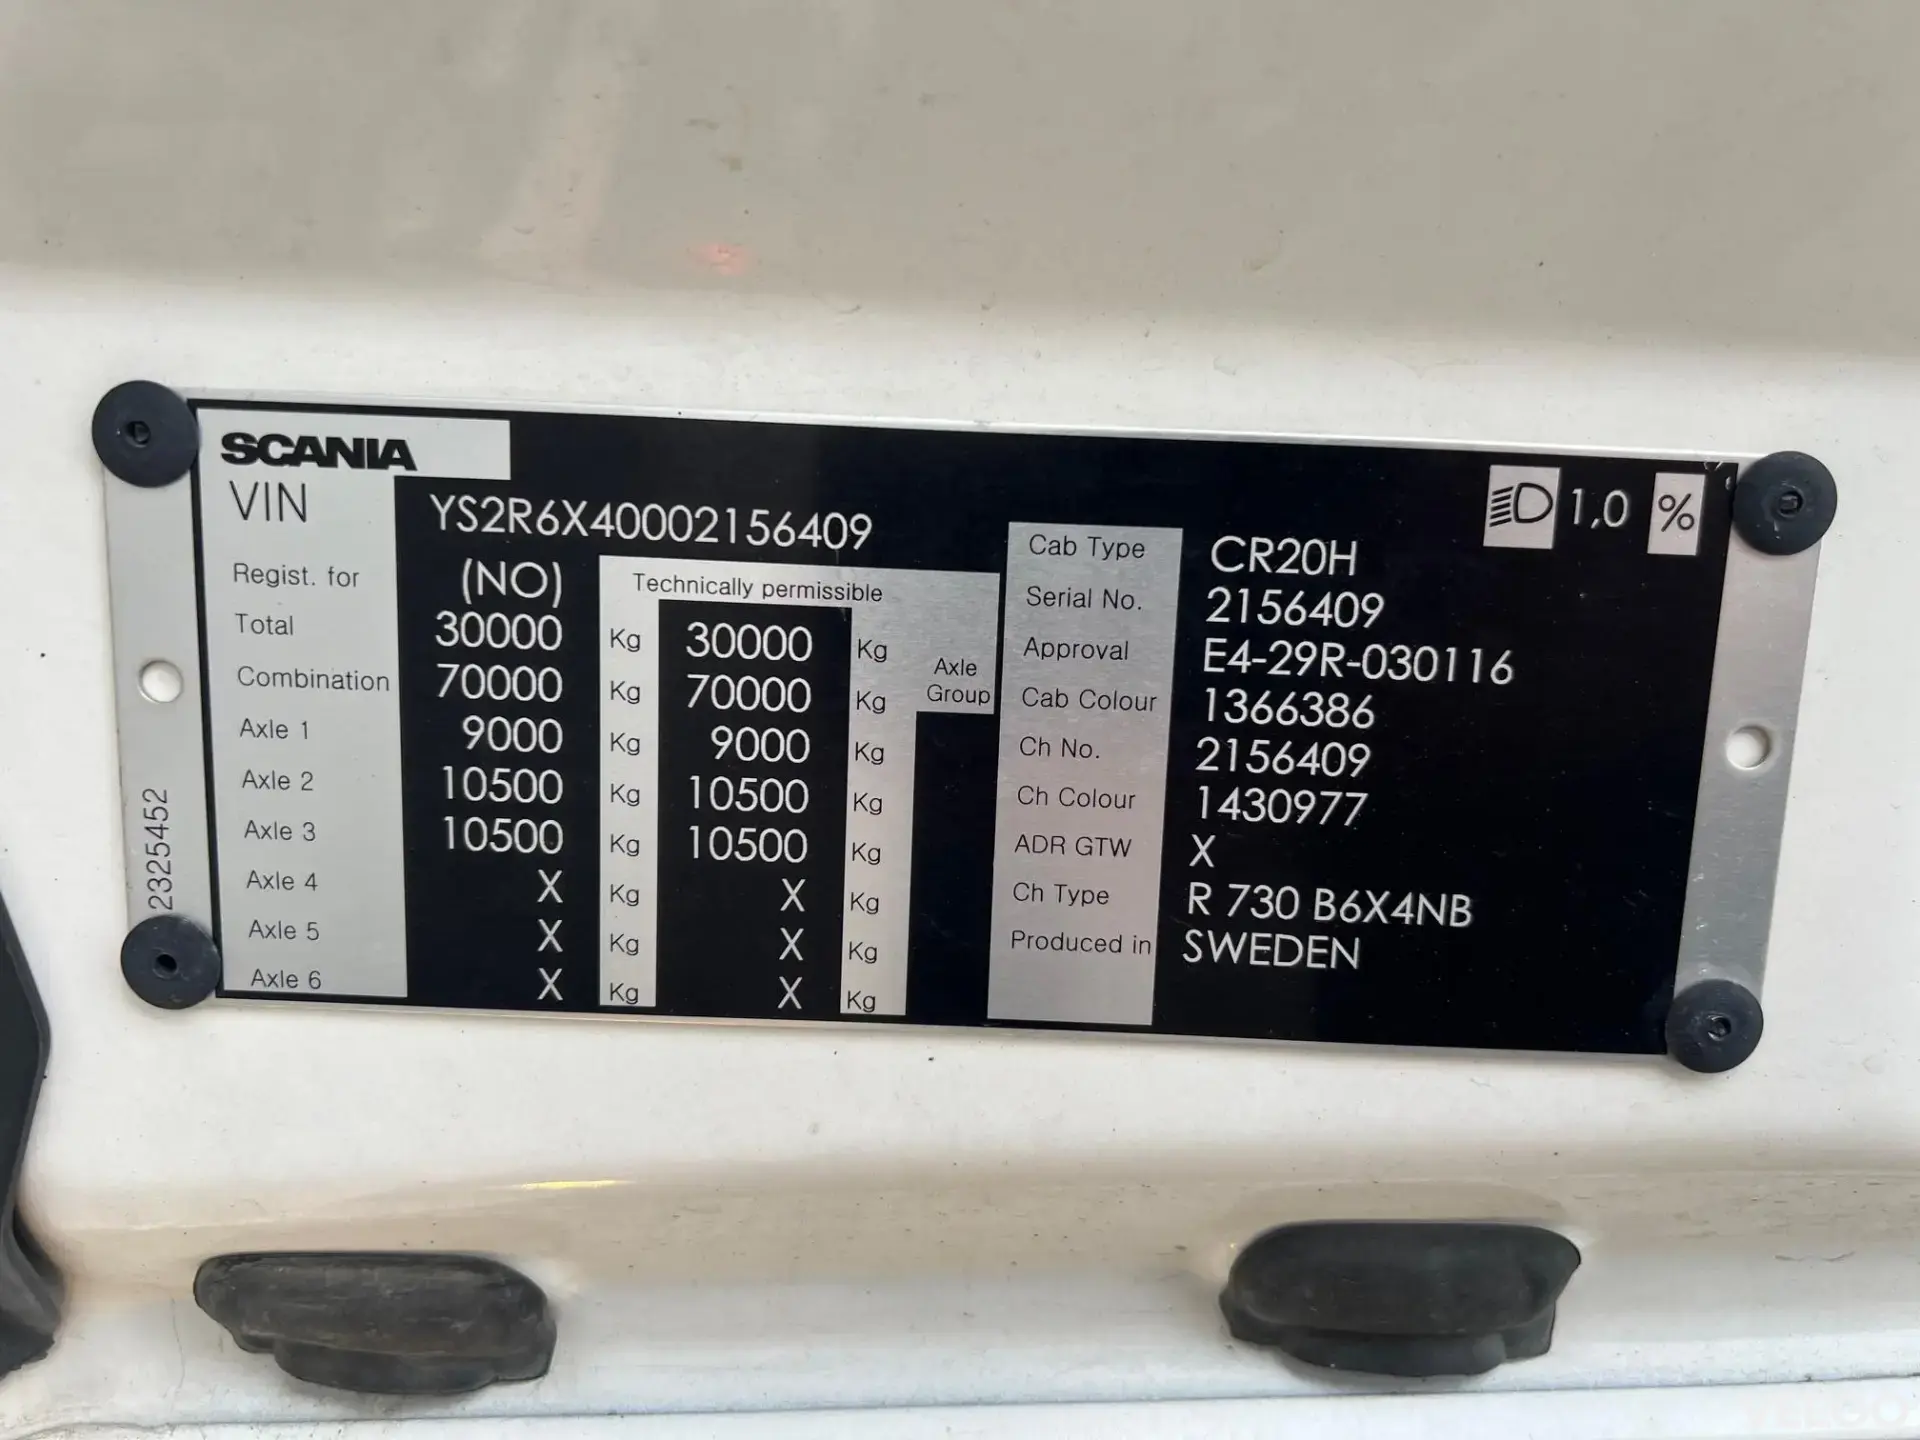 SCANIA
VIN YS2R6X40002156409
1,0 %
Regist. for (NO) Technically permissible
Total 30000 Kg 30000 Kg
Combination 70000 Kg 70000 Kg
Axle Group
Axle 1 9000 Kg 9000 Kg
Axle 2 10500 Kg 10500 Kg
Axle 3 10500 Kg 10500 Kg
Axle 4 X Kg X Kg
Axle 5 X Kg X Kg
Axle 6 X Kg X Kg
Cab Type CR20H
Serial No. 2156409
Approval E4-29R-030116
Cab Colour 1366386
Ch No. 2156409
Ch Colour 1430977
ADR GTW X
Ch Type R 730 B6X4NB
Produced in SWEDEN
2325452